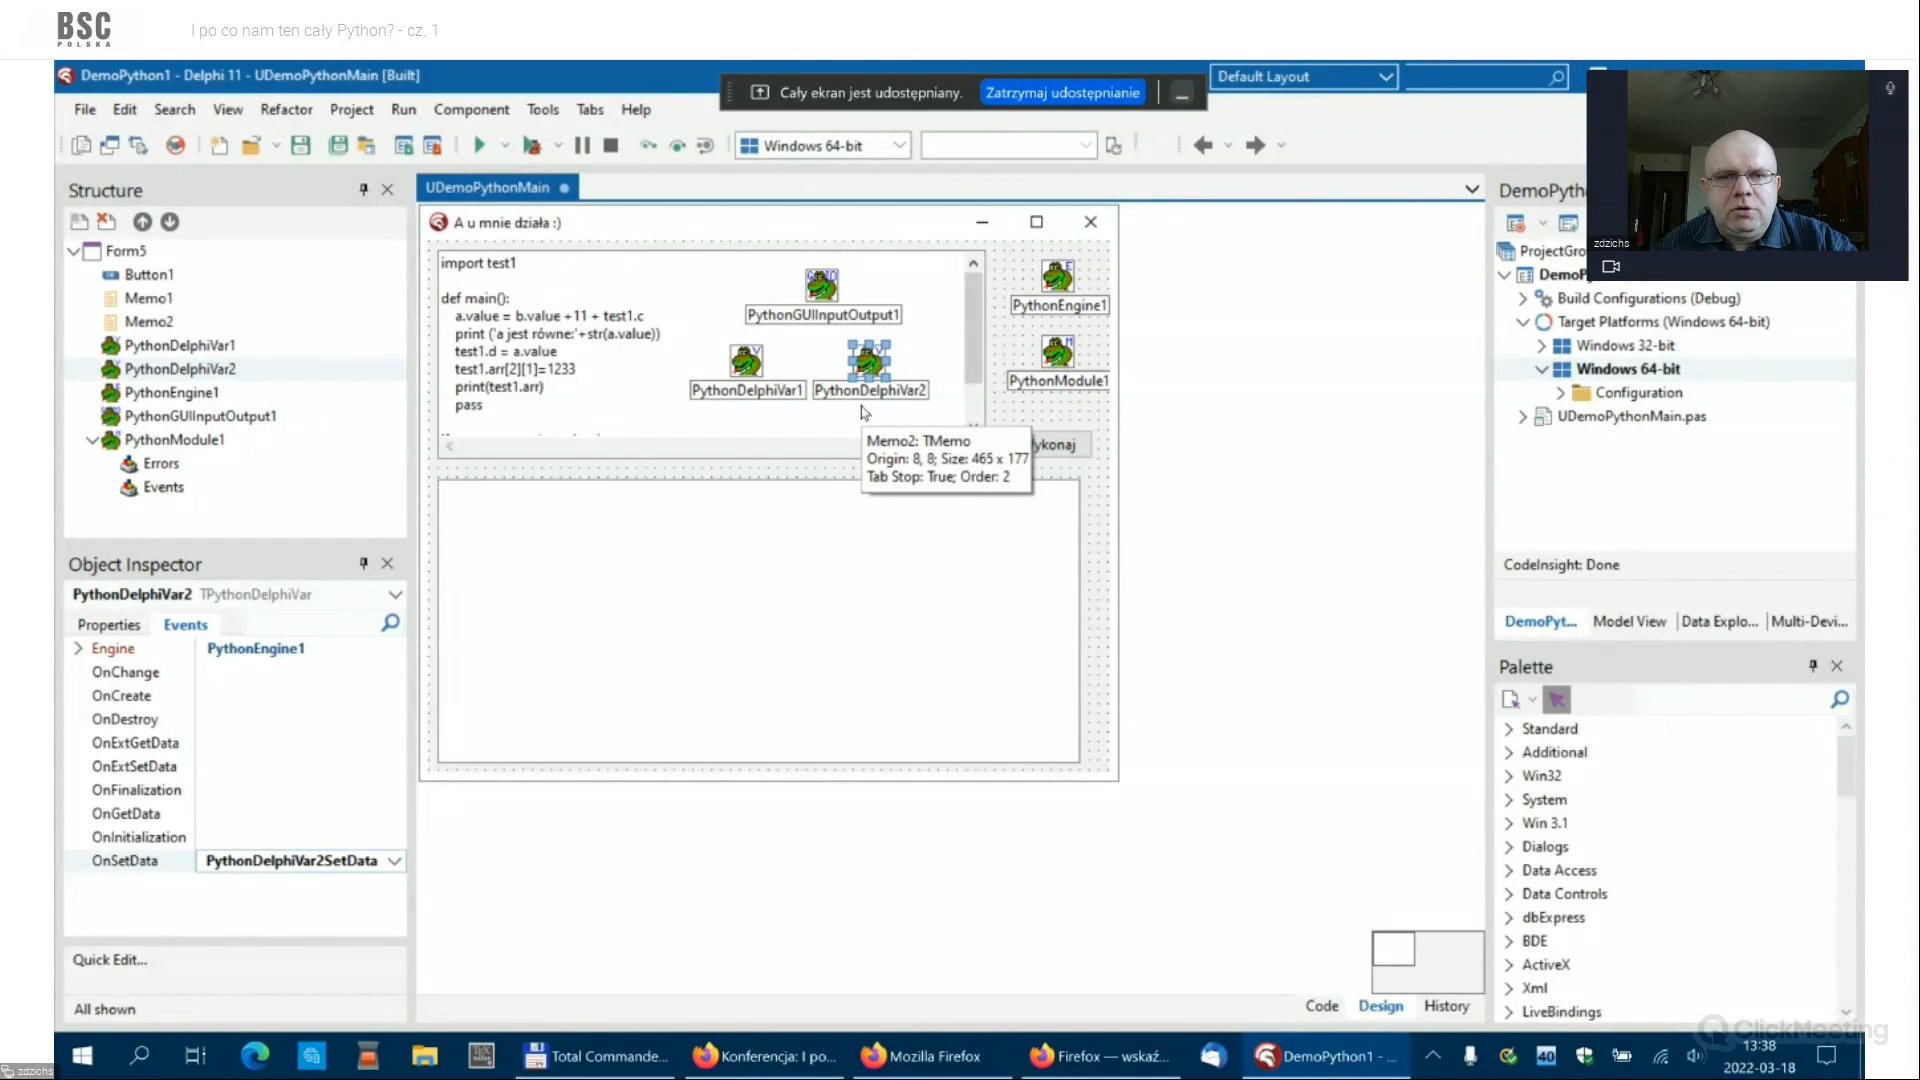 BSC
POLSKA
I po co nam ten cały Python? - cz. 1
DemoPython1 - Delphi 11 - UDemoPythonMain [Built]
Cały ekran jest udostępniany.
Zatrzymaj udostępnianie
Default Layout
File Edit Search View Refactor Project Run Component Tools Tabs Help
Windows 64-bit
zdzichs
Structure
Form5
Button1
Memo1
Memo2
PythonDelphiVar1
PythonDelphiVar2
PythonEngine1
PythonGUIInputOutput1
PythonModule1
Errors
Events
Object Inspector
PythonDelphiVar2 TPythonDelphiVar
Properties Events
Engine PythonEngine1
OnChange
OnCreate
OnDestroy
OnExtGetData
OnExtSetData
OnFinalization
OnGetData
OnInitialization
OnSetData PythonDelphiVar2SetData
Quick Edit...
All shown
UDemoPythonMain
A u mnie działa :)
import test1
def main():
a.value = b.value +11 + test1.c
print ('a jest równe:'+str(a.value))
test1.d = a.value
test1.arr[2][1]=1233
print(test1.arr)
pass
PythonGUIInputOutput1
PythonDelphiVar1
PythonDelphiVar2
PythonEngine1
PythonModule1
ykonaj
Memo2: TMemo
Origin: 8, 8; Size: 465 x 177
Tab Stop: True; Order: 2
Code Design History
DemoPyth
ProjectGro
DemoP
Build Configurations (Debug)
Target Platforms (Windows 64-bit)
Windows 32-bit
Windows 64-bit
Configuration
UDemoPythonMain.pas
CodeInsight: Done
DemoPyt... Model View Data Explo... Multi-Devi...
Palette
Standard
Additional
Win32
System
Win 3.1
Dialogs
Data Access
Data Controls
dbExpress
BDE
ActiveX
Xml
LiveBindings
ClickMeeting
Total Commande...
Konferencja: I po...
Mozilla Firefox
Firefox — wskaź...
DemoPython1 - ...
40
13:38
2022-03-18
zdzichs